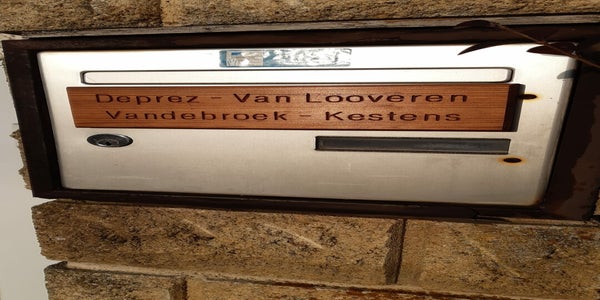 Deprez - Van Looveren
Vandebroek - Kestens